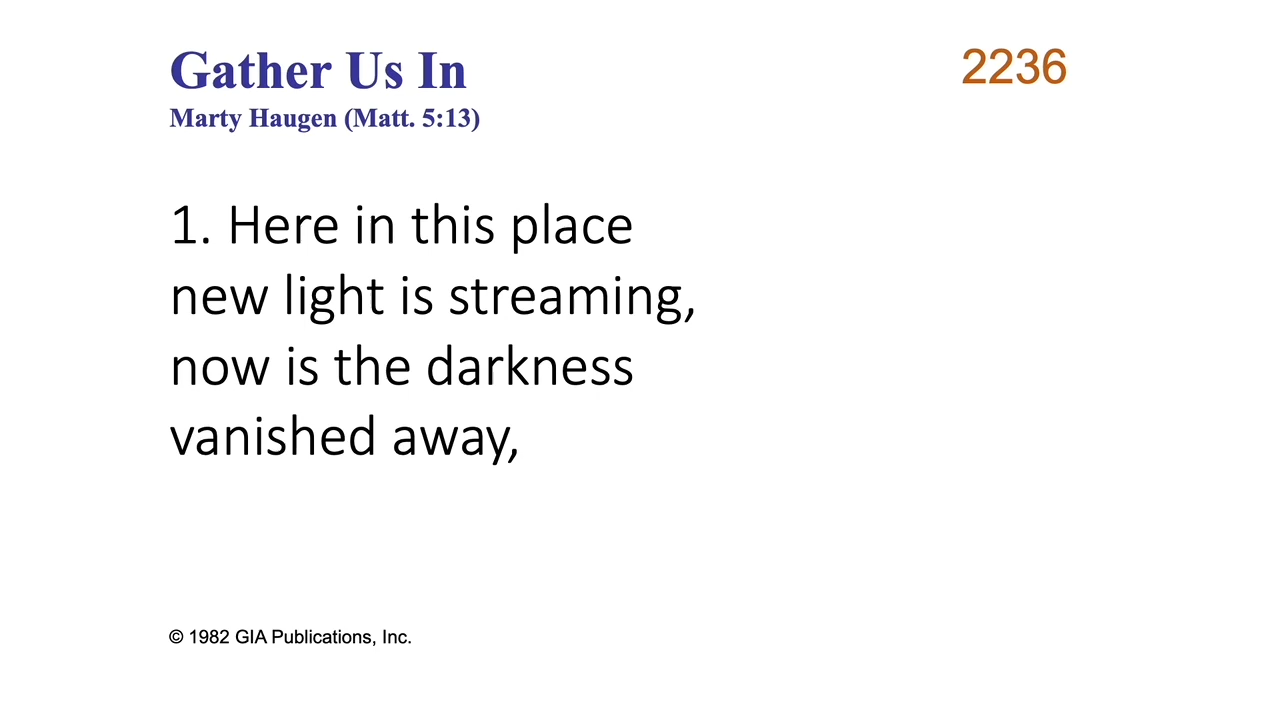 Gather Us In
2236
Marty Haugen (Matt. 5:13)
1. Here in this place
new light is streaming,
now is the darkness
vanished away,
© 1982 GIA Publications, Inc.